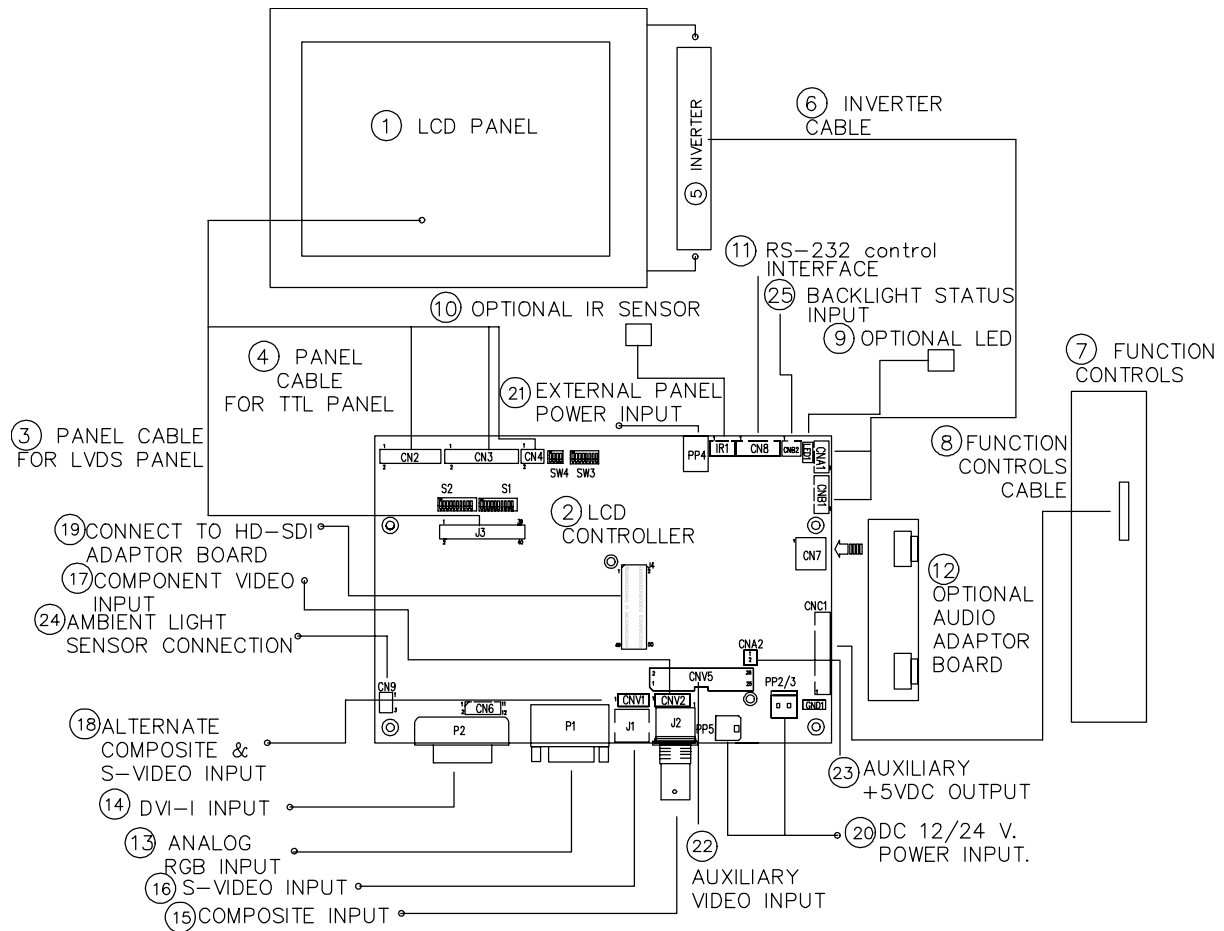 1 LCD PANEL
5 INVERTER
6 INVERTER
CABLE
11 RS-232 control
INTERFACE
25 BACKLIGHT STATUS
INPUT
10 OPTIONAL IR SENSOR
9 OPTIONAL LED
7 FUNCTION
CONTROLS
4 PANEL
CABLE
FOR TTL PANEL
21 EXTERNAL PANEL
POWER INPUT
3 PANEL CABLE
FOR LVDS PANEL
8 FUNCTION
CONTROLS
CABLE
CN2
CN3
CN4
SW4
SW3
PP4
IR1
CN8
CNB2
LED1
CNA1
CNB1
S2
S1
J3
2 LCD
CONTROLLER
19 CONNECT TO HD-SDI
ADAPTOR BOARD
17 COMPONENT VIDEO
INPUT
24 AMBIENT LIGHT
SENSOR CONNECTION
J4
CN7
12
OPTIONAL
AUDIO
ADAPTOR
BOARD
CNC1
CNA2
CNV5
PP2/3
GND1
CN9
CN6
CNV1
CNV2
P2
P1
J1
J2
PP5
18 ALTERNATE
COMPOSITE &
S-VIDEO INPUT
14 DVI-I INPUT
13 ANALOG
RGB INPUT
16 S-VIDEO INPUT
15 COMPOSITE INPUT
22
AUXILIARY
VIDEO INPUT
23 AUXILIARY
+5VDC OUTPUT
20 DC 12/24 V.
POWER INPUT.